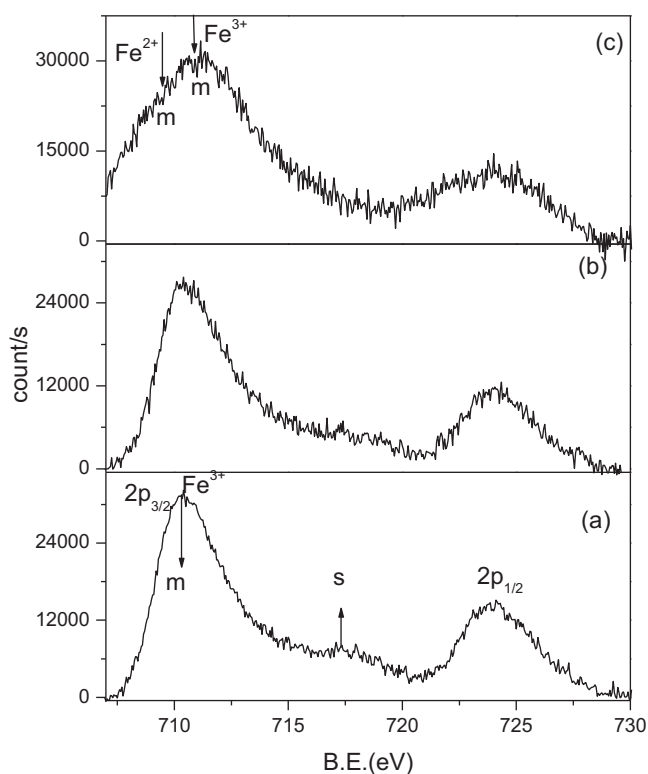 Fe²⁺
Fe³⁺
(c)
m
m
30000
15000
0
(b)
24000
12000
0
count/s
2p₃/₂
Fe³⁺
(a)
m
s
2p₁/₂
24000
12000
0
710 715 720 725 730
B.E.(eV)